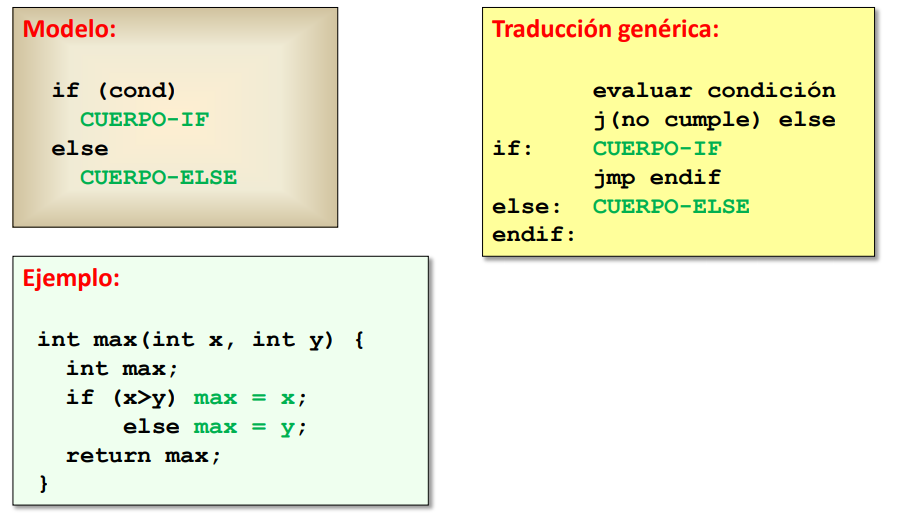 Modelo:
if (cond)
CUERPO-IF
else
CUERPO-ELSE
Traducción genérica:
evaluar condición
j(no cumple) else
if: CUERPO-IF
jmp endif
else: CUERPO-ELSE
endif:
Ejemplo:
int max(int x, int y) {
int max;
if (x>y) max = x;
else max = y;
return max;
}